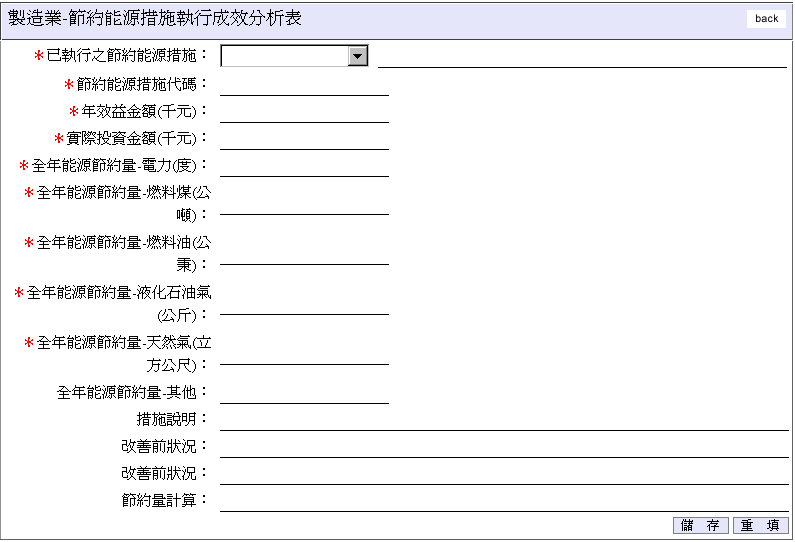 製造業-節約能源措施執行成效分析表
back
*已執行之節約能源措施：
*節約能源措施代碼：
*年效益金額(千元)：
*實際投資金額(千元)：
*全年能源節約量-電力(度)：
*全年能源節約量-燃料煤(公
噸)：
*全年能源節約量-燃料油(公
秉)：
*全年能源節約量-液化石油氣
(公斤)：
*全年能源節約量-天然氣(立
方公尺)：
全年能源節約量-其他：
措施說明：
改善前狀況：
改善前狀況：
節約量計算：
儲 存 重 填